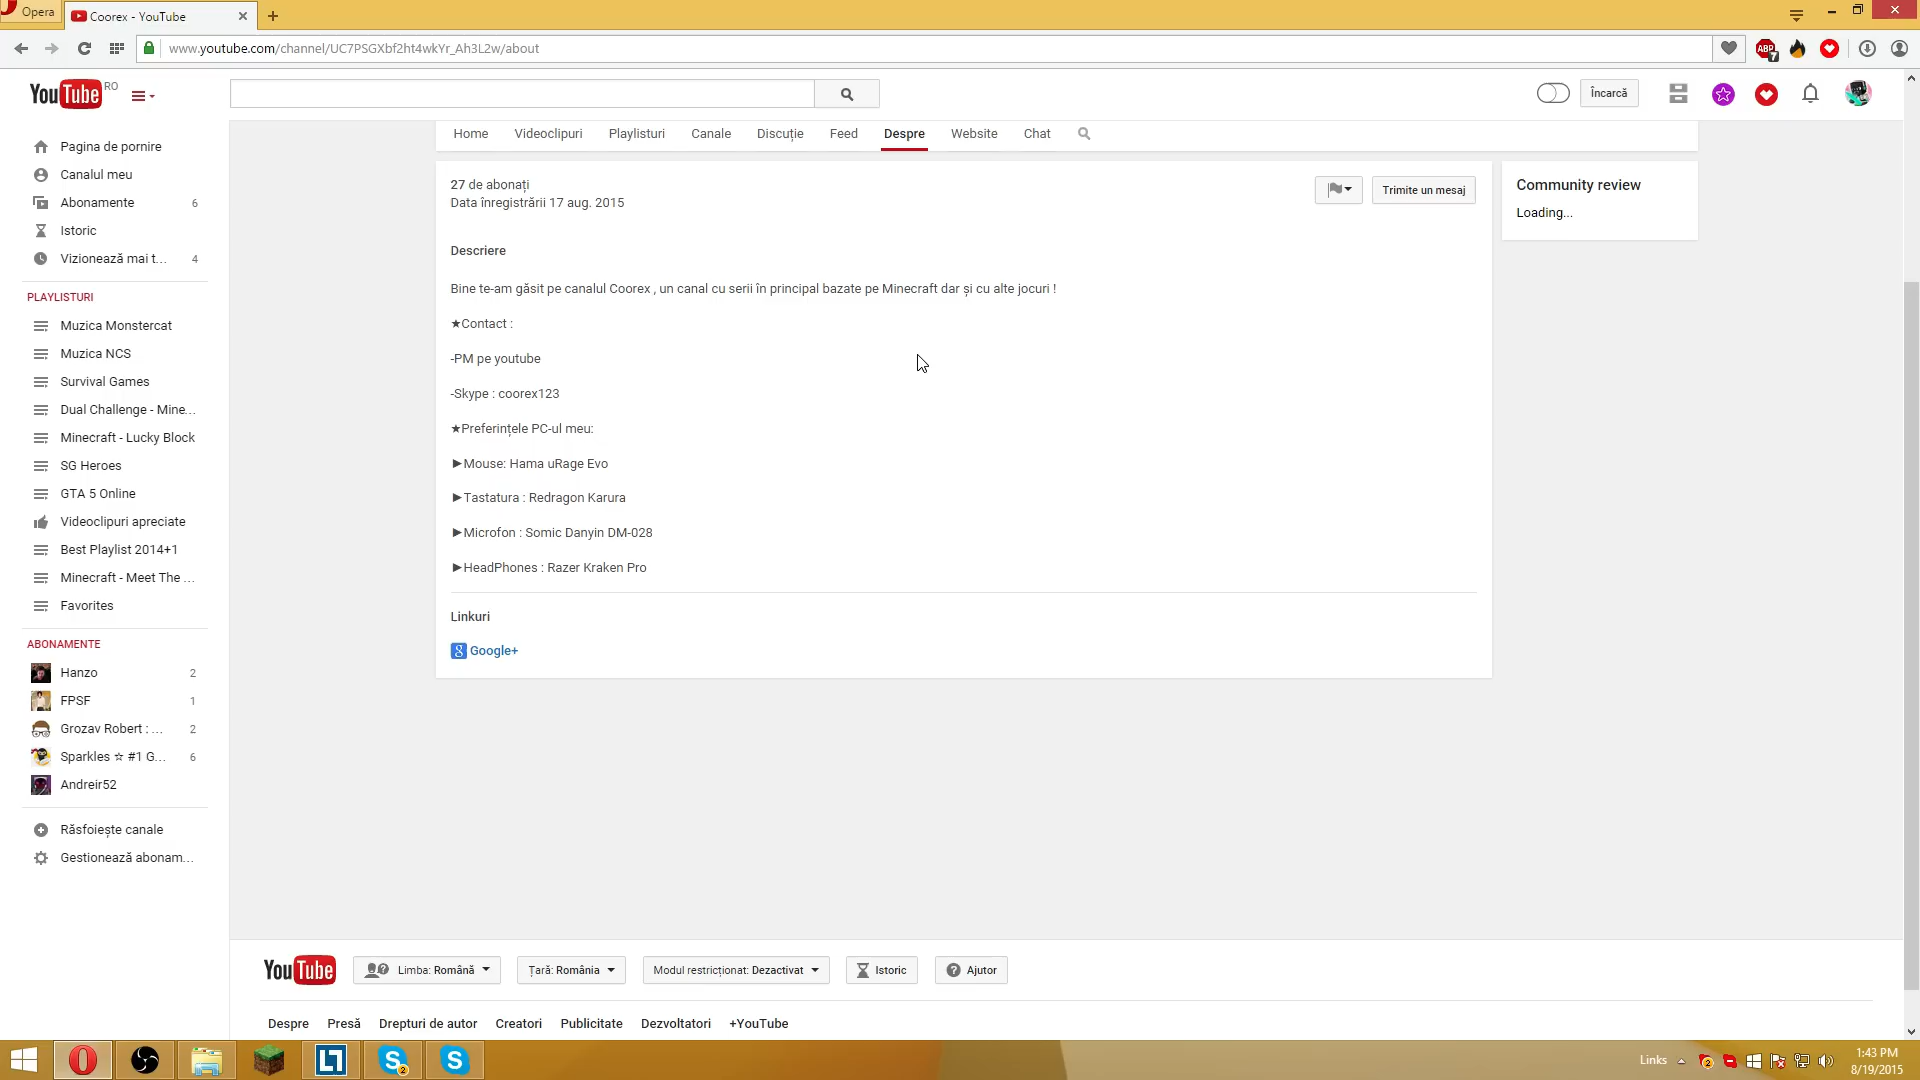 Opera
Coorex - YouTube
www.youtube.com/channel/UC7PSGXbf2ht4wkYr_Ah3L2w/about
ABP
7
YouTube RO
Încarcă
Home
Videoclipuri
Playlisturi
Canale
Discuție
Feed
Despre
Website
Chat
Pagina de pornire
Canalul meu
Abonamente 6
Istoric
Vizionează mai t... 4
PLAYLISTURI
Muzica Monstercat
Muzica NCS
Survival Games
Dual Challenge - Mine...
Minecraft - Lucky Block
SG Heroes
GTA 5 Online
Videoclipuri apreciate
Best Playlist 2014+1
Minecraft - Meet The ...
Favorites
ABONAMENTE
Hanzo 2
FPSF 1
Grozav Robert : ... 2
Sparkles ☆ #1 G... 6
Andreir52
Răsfoiește canale
Gestionează abonam...
27 de abonați
Data înregistrării 17 aug. 2015
Trimite un mesaj
Descriere
Bine te-am găsit pe canalul Coorex , un canal cu serii în principal bazate pe Minecraft dar și cu alte jocuri !
★Contact :
-PM pe youtube
-Skype : coorex123
★Preferințele PC-ul meu:
►Mouse: Hama uRage Evo
►Tastatura : Redragon Karura
►Microfon : Somic Danyin DM-028
►HeadPhones : Razer Kraken Pro
Linkuri
Google+
Community review
Loading...
YouTube
Limba: Română
Țară: România
Modul restricționat: Dezactivat
Istoric
Ajutor
Despre
Presă
Drepturi de autor
Creatori
Publicitate
Dezvoltatori
+YouTube
Links
1:43 PM
8/19/2015